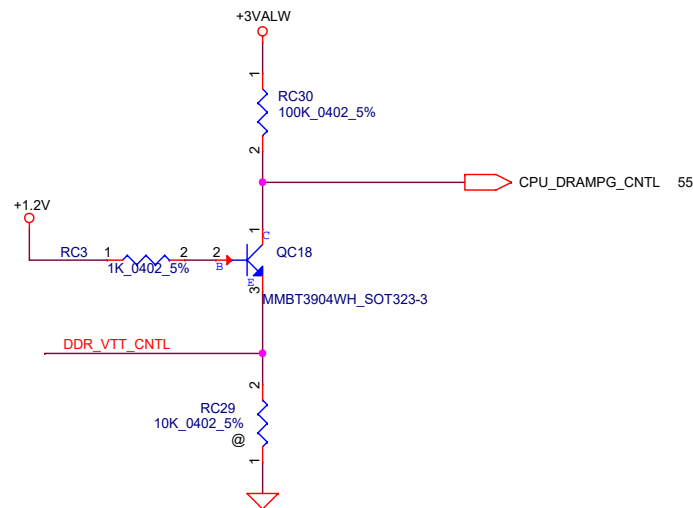 +3VALW
1
RC30
100K_0402_5%
2
CPU_DRAMPG_CNTL 55
+1.2V
1
C
RC3 1 2 2 QC18
1K_0402_5% B
E
3 MMBT3904WH_SOT323-3
DDR_VTT_CNTL
2
RC29
10K_0402_5%
@
1